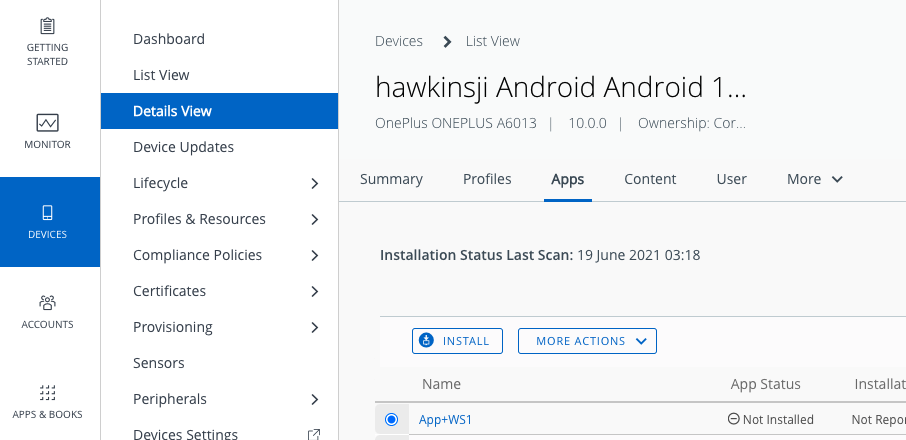 GETTING
STARTED
MONITOR
DEVICES
ACCOUNTS
APPS & BOOKS
Dashboard
List View
Details View
Device Updates
Lifecycle
Profiles & Resources
Compliance Policies
Certificates
Provisioning
Sensors
Peripherals
Devices Settings
Devices List View
hawkinsji Android Android 1...
OnePlus ONEPLUS A6013 | 10.0.0 | Ownership: Cor...
Summary Profiles Apps Content User More
Installation Status Last Scan: 19 June 2021 03:18
INSTALL MORE ACTIONS
Name App Status Installat
App+WS1 Not Installed Not Repor